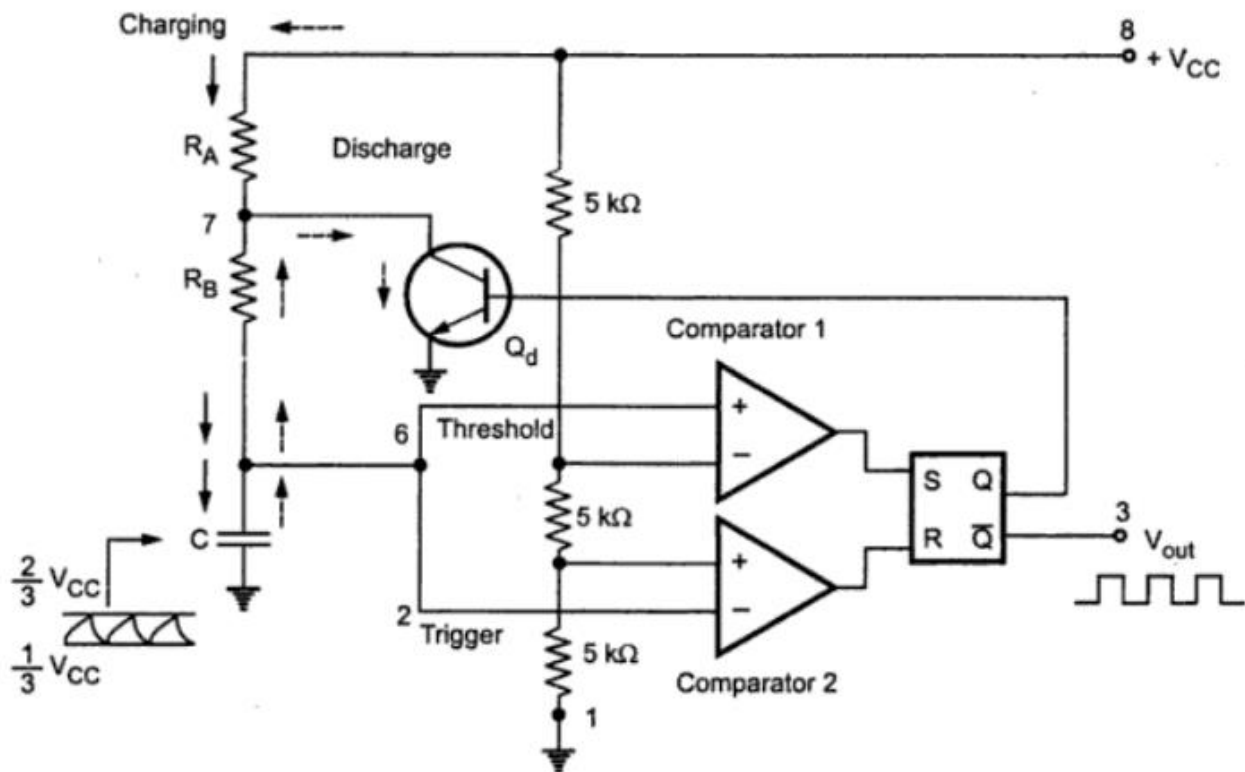 Charging
8
+ VCC
RA
Discharge
5 kΩ
7
RB
Qd
Comparator 1
+
6
Threshold
−
S Q
5 kΩ
3
C
R Q̅
Vout
+
2/3 VCC
2
−
Trigger
5 kΩ
1/3 VCC
Comparator 2
1